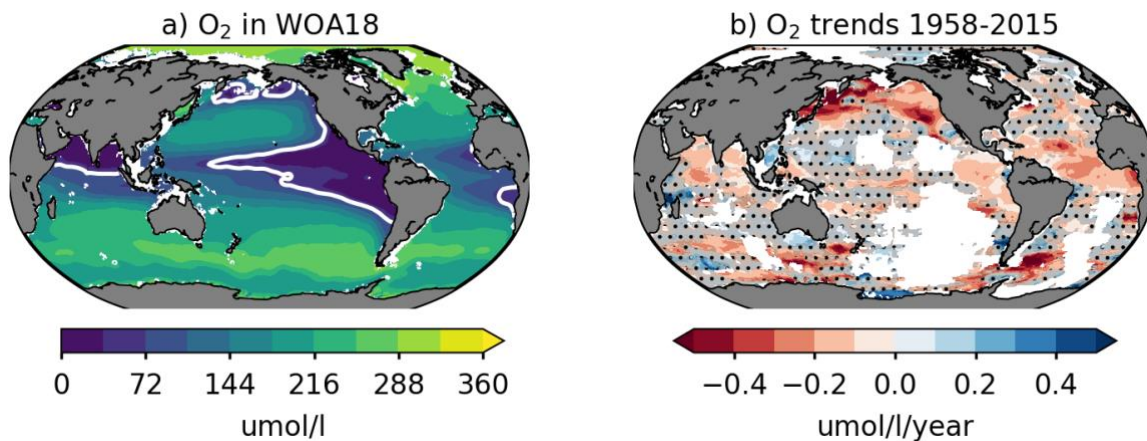 a) O₂ in WOA18
b) O₂ trends 1958-2015
0 72 144 216 288 360
umol/l
−0.4 −0.2 0.0 0.2 0.4
umol/l/year